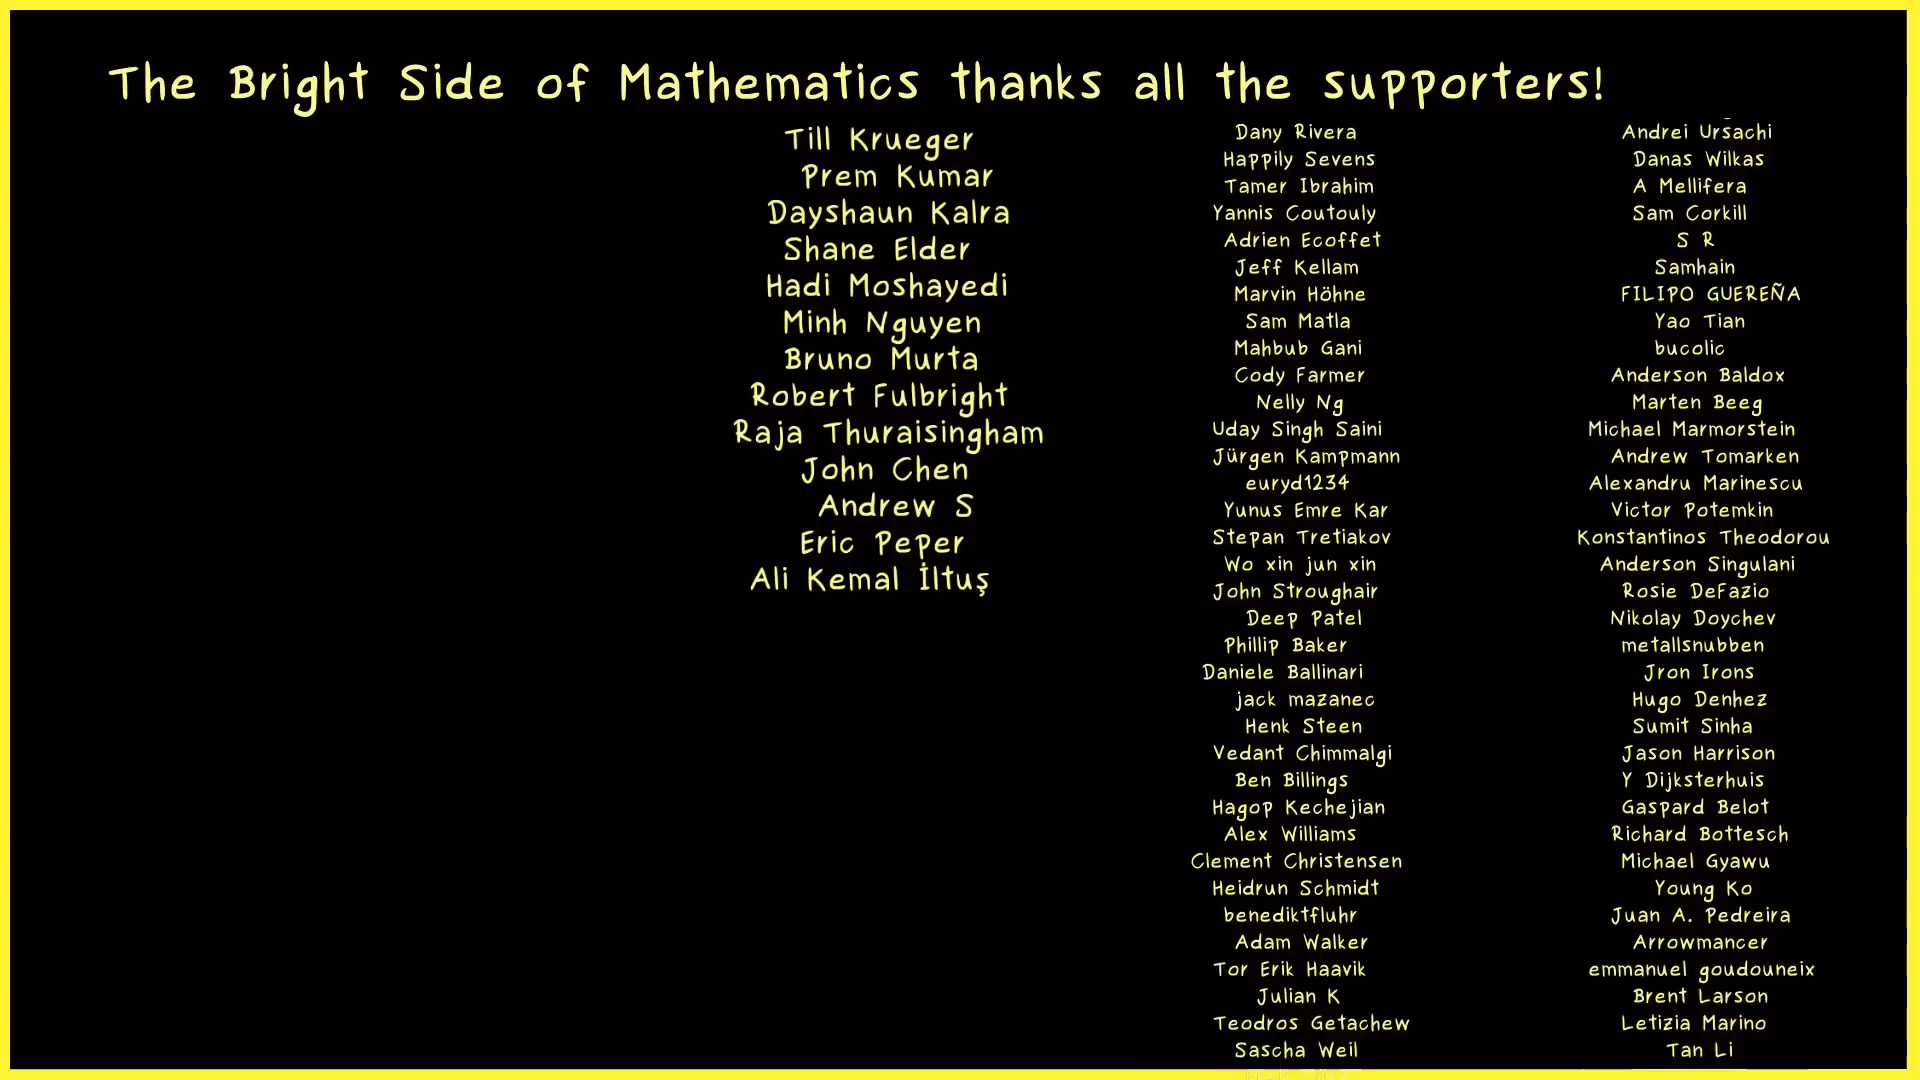 The Bright Side of Mathematics thanks all the supporters!
Till Krueger
Prem Kumar
Dayshaun Kalra
Shane Elder
Hadi Moshayedi
Minh Nguyen
Bruno Murta
Robert Fulbright
Raja Thuraisingham
John Chen
Andrew S
Eric Peper
Ali Kemal İltuş
Dany Rivera
Happily Sevens
Tamer Ibrahim
Yannis Coutouly
Adrien Ecoffet
Jeff Kellam
Marvin Höhne
Sam Matla
Mahbub Gani
Cody Farmer
Nelly Ng
Uday Singh Saini
Jürgen Kampmann
euryd1234
Yunus Emre Kar
Stepan Tretiakov
Wo xin jun xin
John Stroughair
Deep Patel
Phillip Baker
Daniele Ballinari
jack mazanec
Henk Steen
Vedant Chimmalgi
Ben Billings
Hagop Kechejian
Alex Williams
Clement Christensen
Heidrun Schmidt
benediktfluhr
Adam Walker
Tor Erik Haavik
Julian K
Teodros Getachew
Sascha Weil
Andrei Ursachi
Danas Wilkas
A Mellifera
Sam Corkill
S R
Samhain
FILIPO GUEREÑA
Yao Tian
bucolic
Anderson Baldox
Marten Beeg
Michael Marmorstein
Andrew Tomarken
Alexandru Marinescu
Victor Potemkin
Konstantinos Theodorou
Anderson Singulani
Rosie DeFazio
Nikolay Doychev
metallsnubben
Jron Irons
Hugo Denhez
Sumit Sinha
Jason Harrison
Y Dijksterhuis
Gaspard Belot
Richard Bottesch
Michael Gyawu
Young Ko
Juan A. Pedreira
Arrowmancer
emmanuel goudouneix
Brent Larson
Letizia Marino
Tan Li